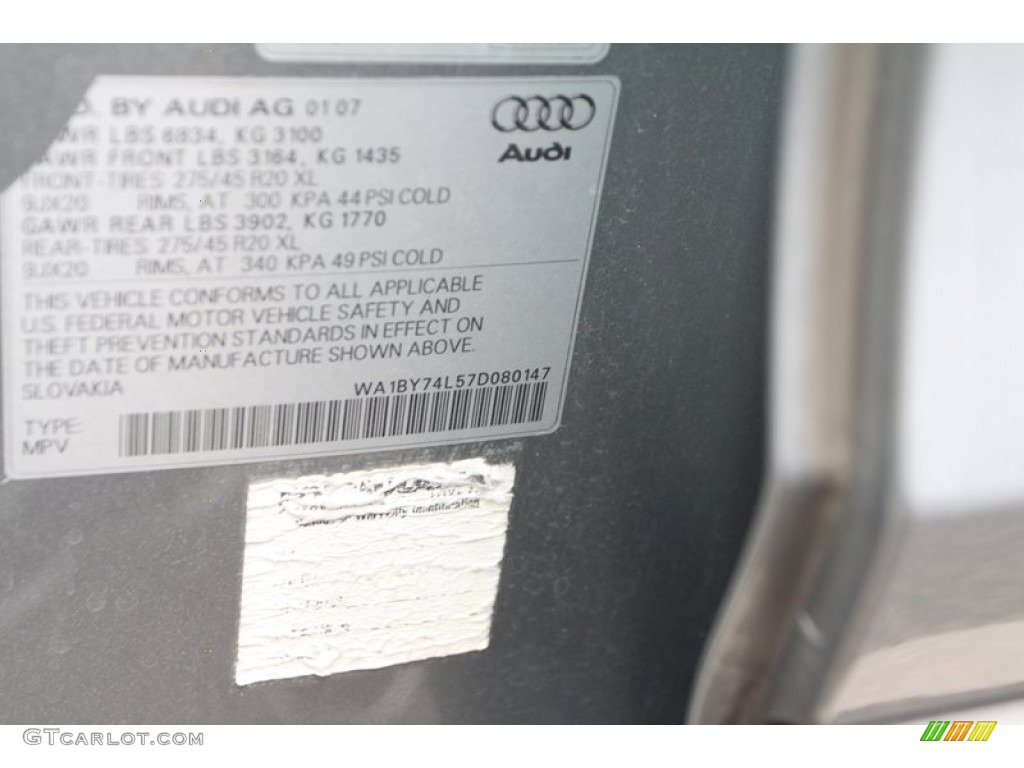 BY AUDI AG 01 07
LBS 6834, KG 3100
GAWR FRONT LBS 3164, KG 1435
FRONT-TIRES 275/45 R20 XL
9JX20 RIMS, AT 300 KPA 44 PSI COLD
GAWR REAR LBS 3902, KG 1770
REAR-TIRES 275/45 R20 XL
9JX20 RIMS, AT 340 KPA 49 PSI COLD
Audi
THIS VEHICLE CONFORMS TO ALL APPLICABLE
U.S. FEDERAL MOTOR VEHICLE SAFETY AND
THEFT PREVENTION STANDARDS IN EFFECT ON
THE DATE OF MANUFACTURE SHOWN ABOVE.
SLOVAKIA
WA1BY74L57D080147
TYPE:
MPV
GTCARLOT.COM